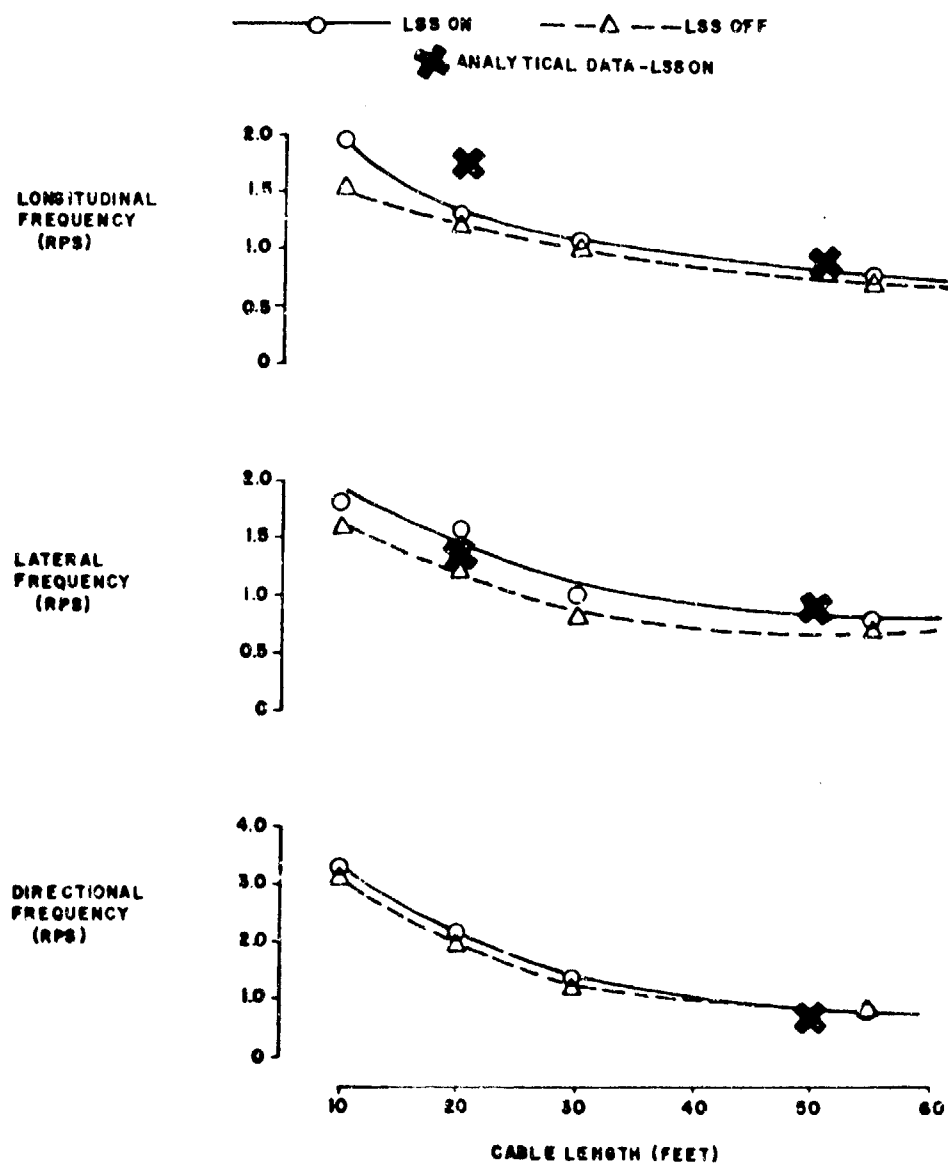 LSS ON LSS OFF
ANALYTICAL DATA-LSS ON
2.0
1.5
1.0
0.5
0
LONGITUDINAL
FREQUENCY
(RPS)
2.0
1.5
1.0
0.5
0
LATERAL
FREQUENCY
(RPS)
4.0
3.0
2.0
1.0
0
DIRECTIONAL
FREQUENCY
(RPS)
10 20 30 40 50 60
CABLE LENGTH (FEET)